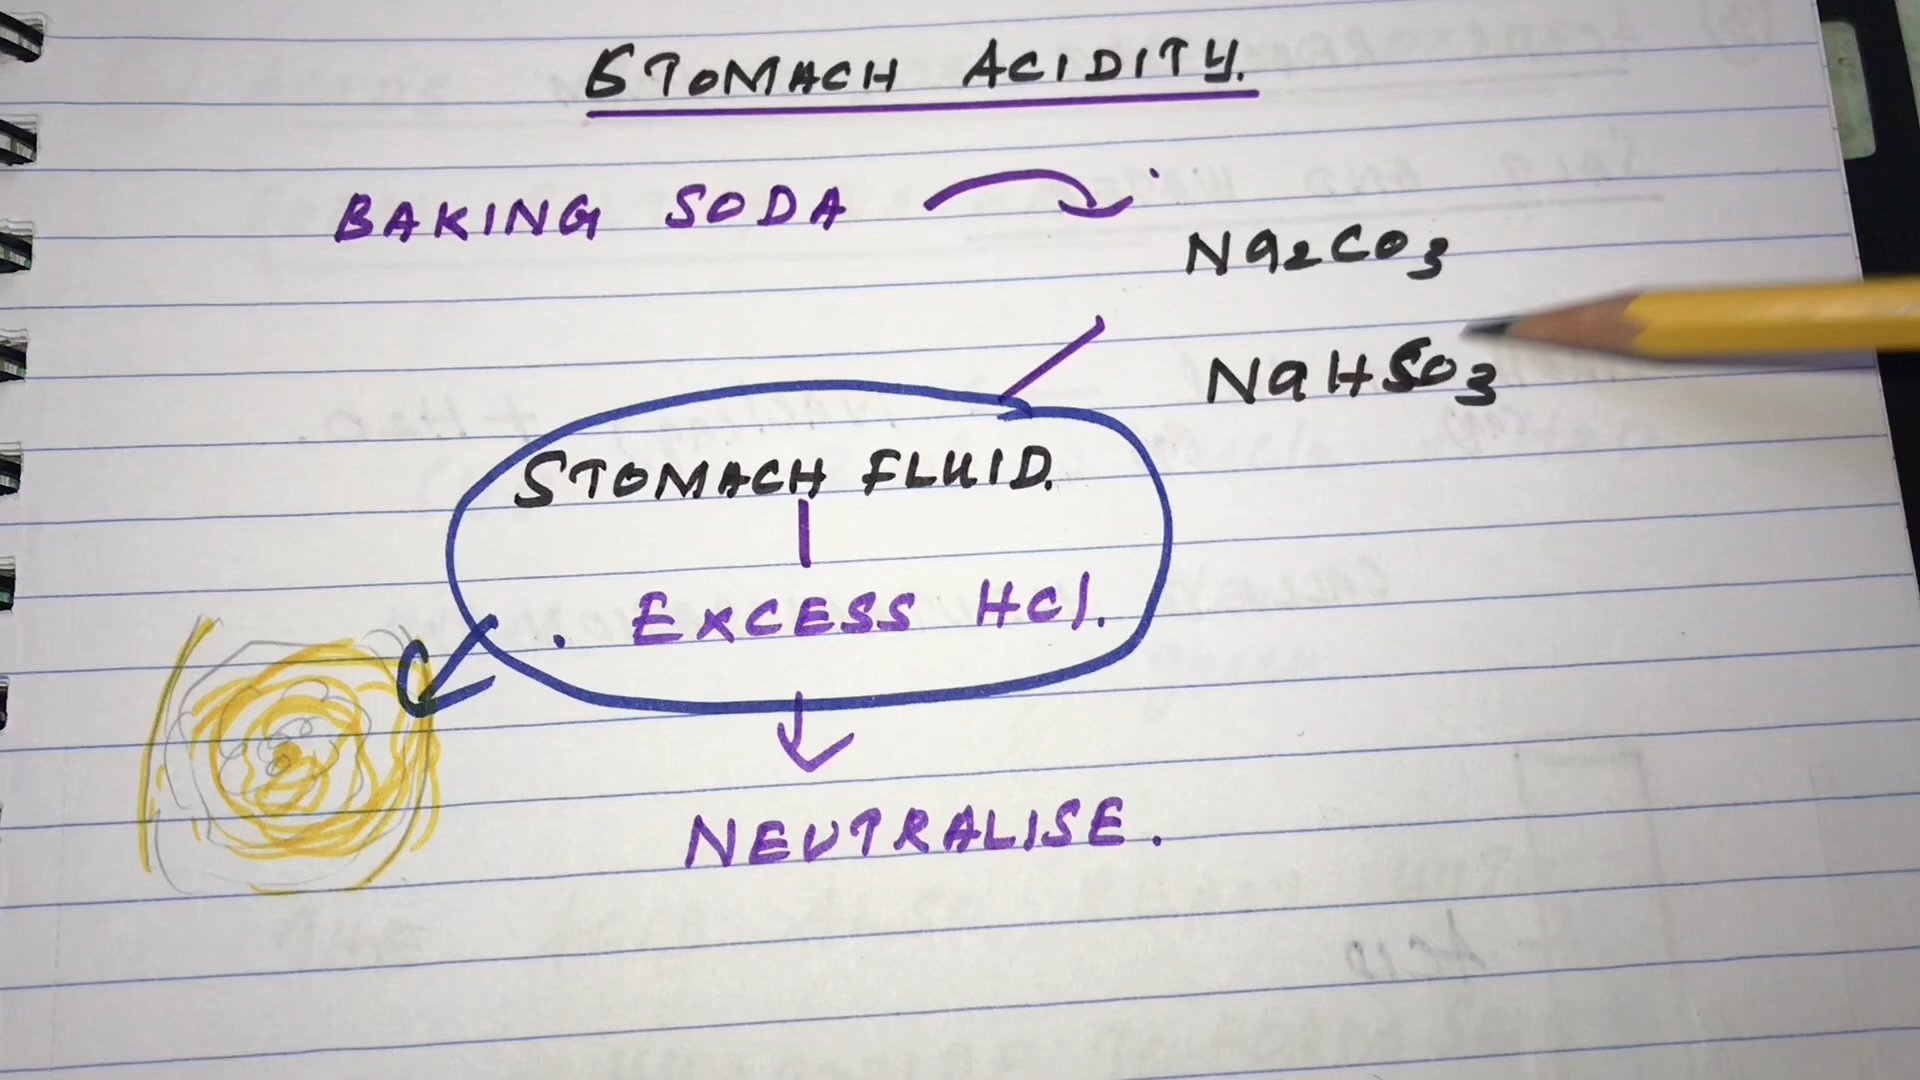 STOMACH ACIDITY.
BAKING SODA
Na2CO3
NaHSO3
STOMACH FLUID.
. EXCESS HCl.
NEUTRALISE.